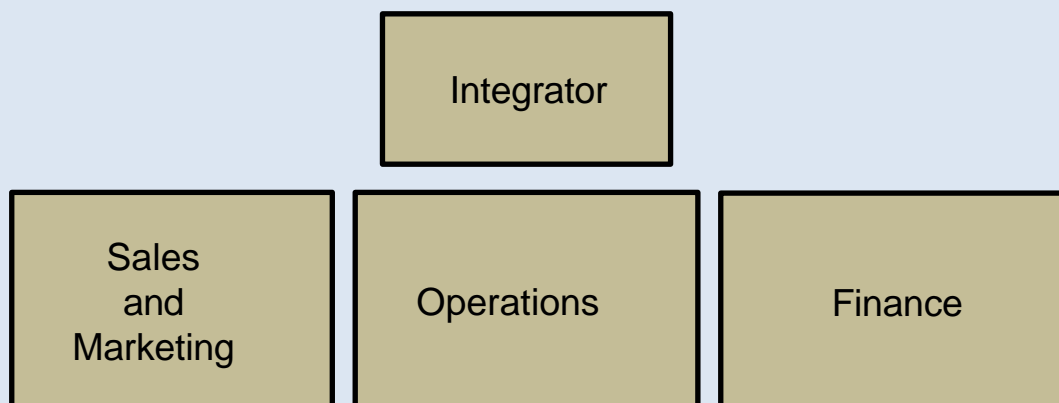 Integrator
Sales
and
Marketing
Operations
Finance